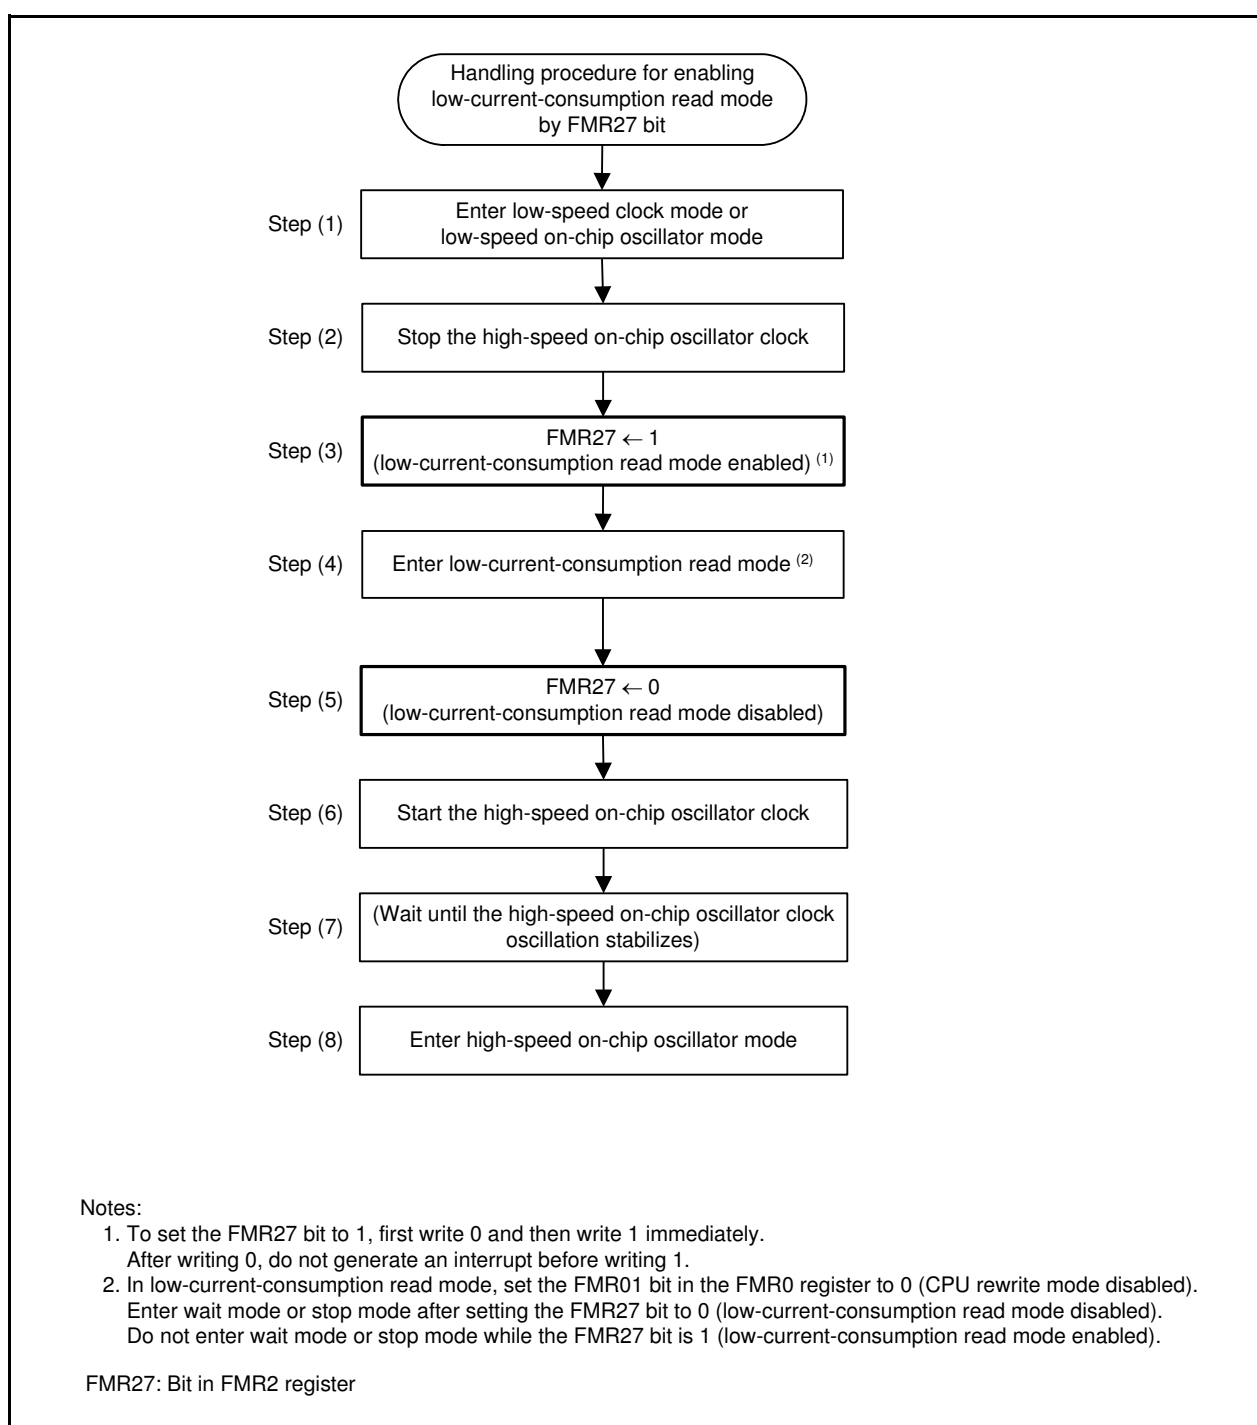 Handling procedure for enabling
low-current-consumption read mode
by FMR27 bit
Step (1)
Enter low-speed clock mode or
low-speed on-chip oscillator mode
Step (2)
Stop the high-speed on-chip oscillator clock
Step (3)
FMR27 ← 1
(low-current-consumption read mode enabled) (1)
Step (4)
Enter low-current-consumption read mode (2)
Step (5)
FMR27 ← 0
(low-current-consumption read mode disabled)
Step (6)
Start the high-speed on-chip oscillator clock
Step (7)
(Wait until the high-speed on-chip oscillator clock
oscillation stabilizes)
Step (8)
Enter high-speed on-chip oscillator mode
Notes:
1. To set the FMR27 bit to 1, first write 0 and then write 1 immediately.
After writing 0, do not generate an interrupt before writing 1.
2. In low-current-consumption read mode, set the FMR01 bit in the FMR0 register to 0 (CPU rewrite mode disabled).
Enter wait mode or stop mode after setting the FMR27 bit to 0 (low-current-consumption read mode disabled).
Do not enter wait mode or stop mode while the FMR27 bit is 1 (low-current-consumption read mode enabled).
FMR27: Bit in FMR2 register